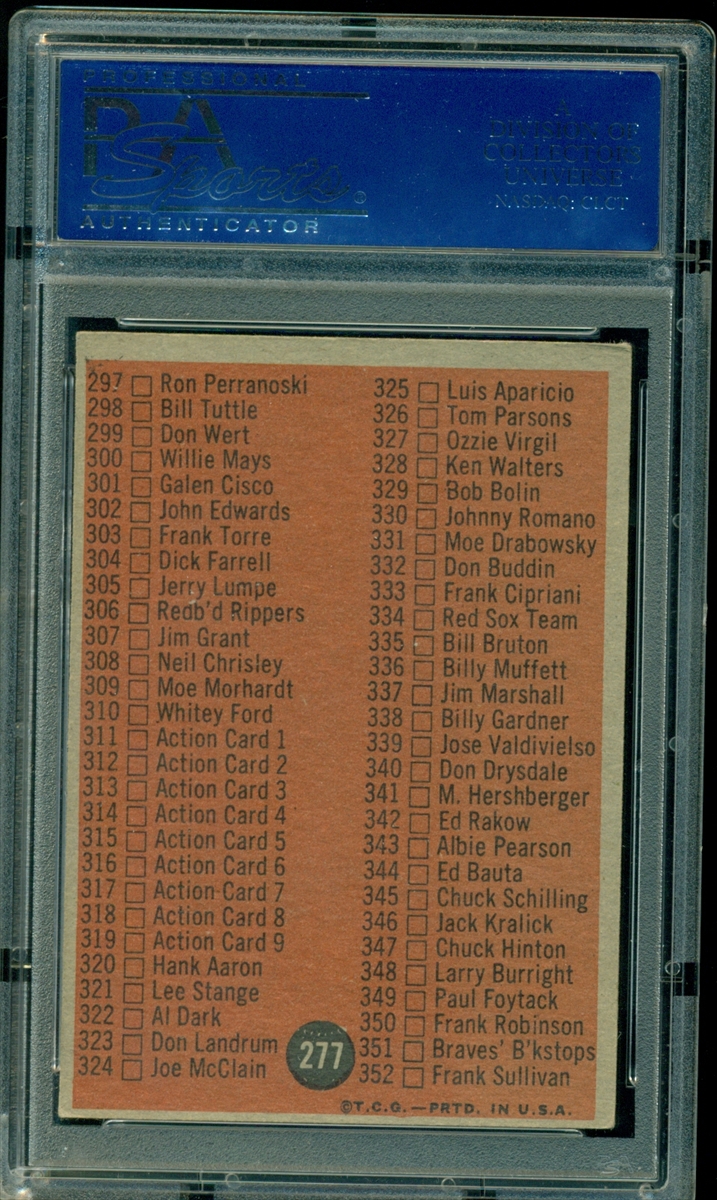 PROFESSIONAL
PSA
Sports®
AUTHENTICATOR
A
DIVISION OF
COLLECTORS
UNIVERSE
NASDAQ: CLCT
297 Ron Perranoski
298 Bill Tuttle
299 Don Wert
300 Willie Mays
301 Galen Cisco
302 John Edwards
303 Frank Torre
304 Dick Farrell
305 Jerry Lumpe
306 Redb'd Rippers
307 Jim Grant
308 Neil Chrisley
309 Moe Morhardt
310 Whitey Ford
311 Action Card 1
312 Action Card 2
313 Action Card 3
314 Action Card 4
315 Action Card 5
316 Action Card 6
317 Action Card 7
318 Action Card 8
319 Action Card 9
320 Hank Aaron
321 Lee Stange
322 Al Dark
323 Don Landrum
324 Joe McClain
325 Luis Aparicio
326 Tom Parsons
327 Ozzie Virgil
328 Ken Walters
329 Bob Bolin
330 Johnny Romano
331 Moe Drabowsky
332 Don Buddin
333 Frank Cipriani
334 Red Sox Team
335 Bill Bruton
336 Billy Muffett
337 Jim Marshall
338 Billy Gardner
339 Jose Valdivielso
340 Don Drysdale
341 M. Hershberger
342 Ed Rakow
343 Albie Pearson
344 Ed Bauta
345 Chuck Schilling
346 Jack Kralick
347 Chuck Hinton
348 Larry Burright
349 Paul Foytack
350 Frank Robinson
351 Braves' B'kstops
352 Frank Sullivan
277
©T.C.G.—PRTD. IN U.S.A.